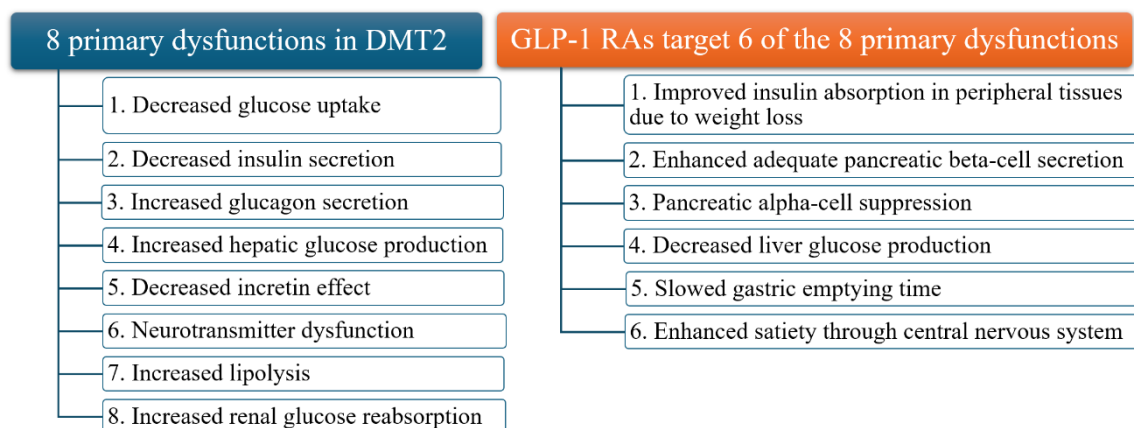 8 primary dysfunctions in DMT2
1. Decreased glucose uptake
2. Decreased insulin secretion
3. Increased glucagon secretion
4. Increased hepatic glucose production
5. Decreased incretin effect
6. Neurotransmitter dysfunction
7. Increased lipolysis
8. Increased renal glucose reabsorption
GLP-1 RAs target 6 of the 8 primary dysfunctions
1. Improved insulin absorption in peripheral tissues
due to weight loss
2. Enhanced adequate pancreatic beta-cell secretion
3. Pancreatic alpha-cell suppression
4. Decreased liver glucose production
5. Slowed gastric emptying time
6. Enhanced satiety through central nervous system